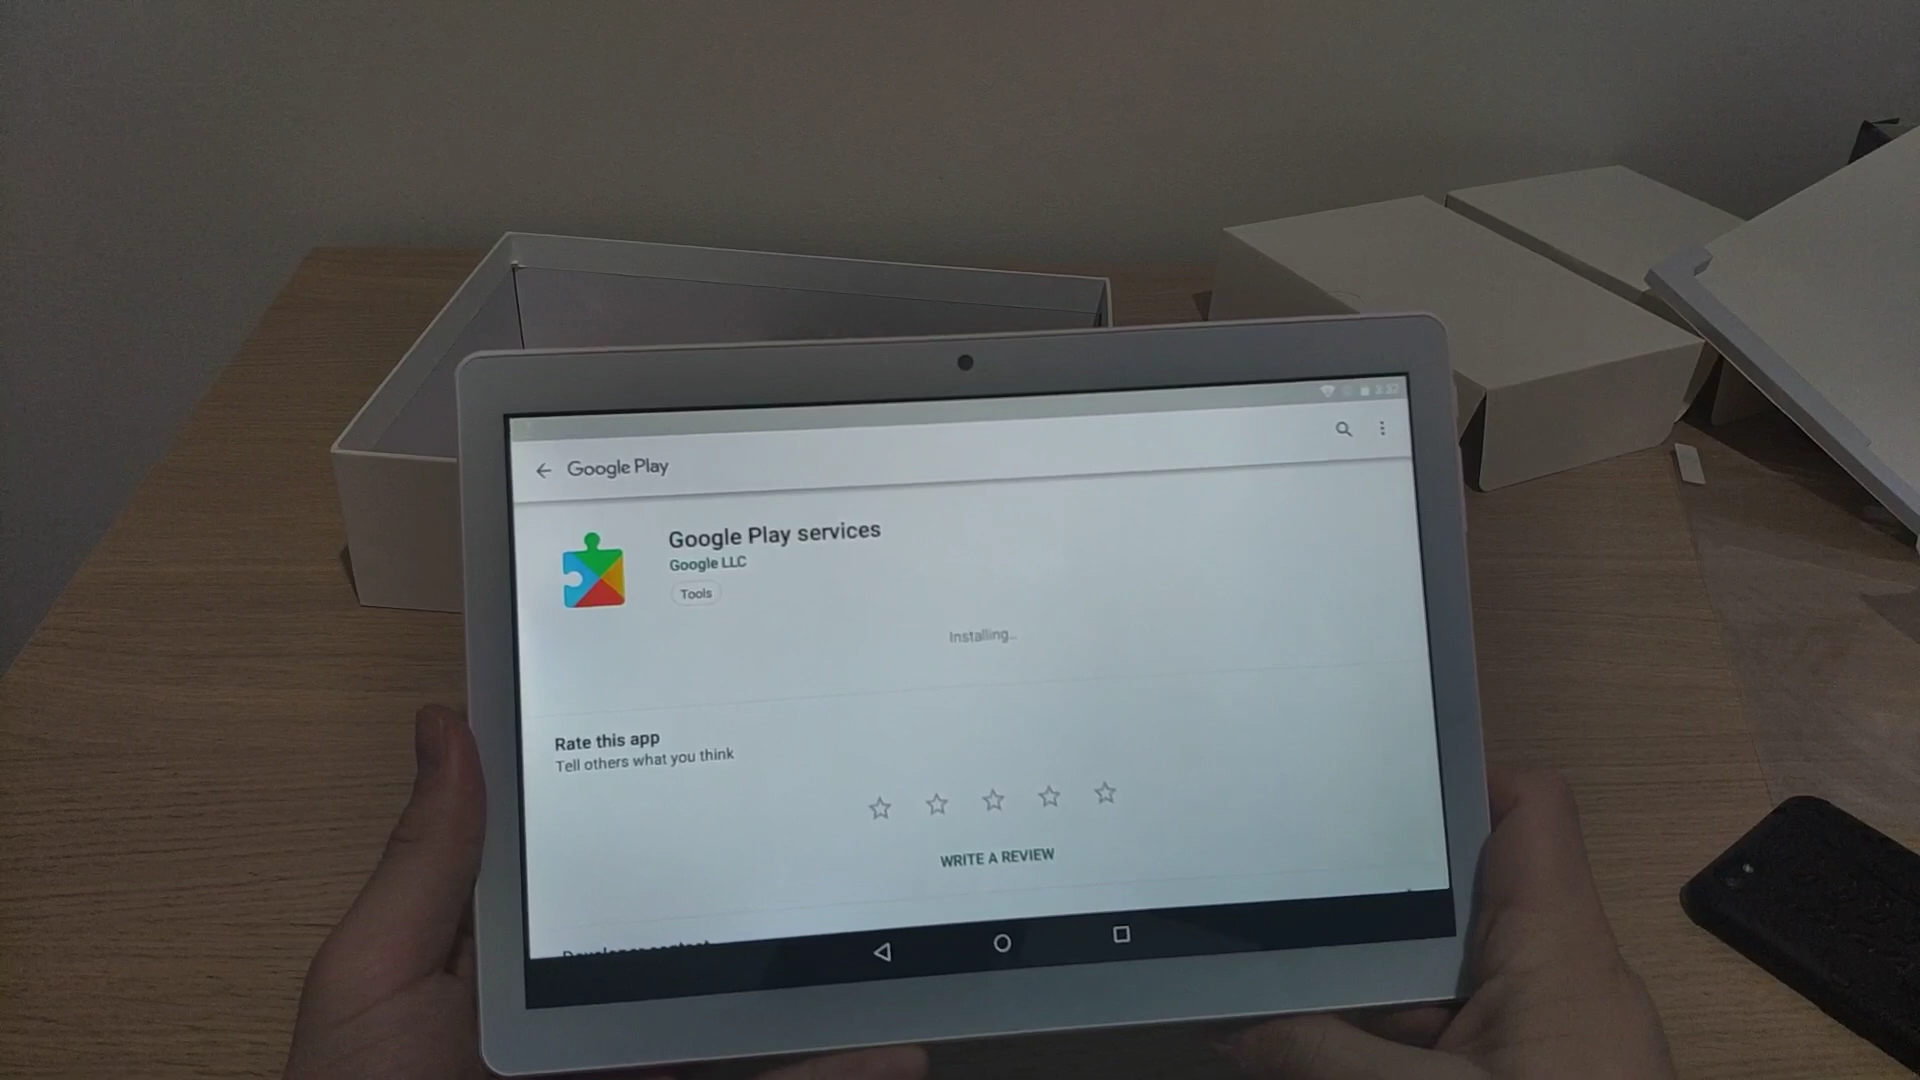 Google Play
Google Play services
Google LLC
Tools
Installing...
Rate this app
Tell others what you think
WRITE A REVIEW